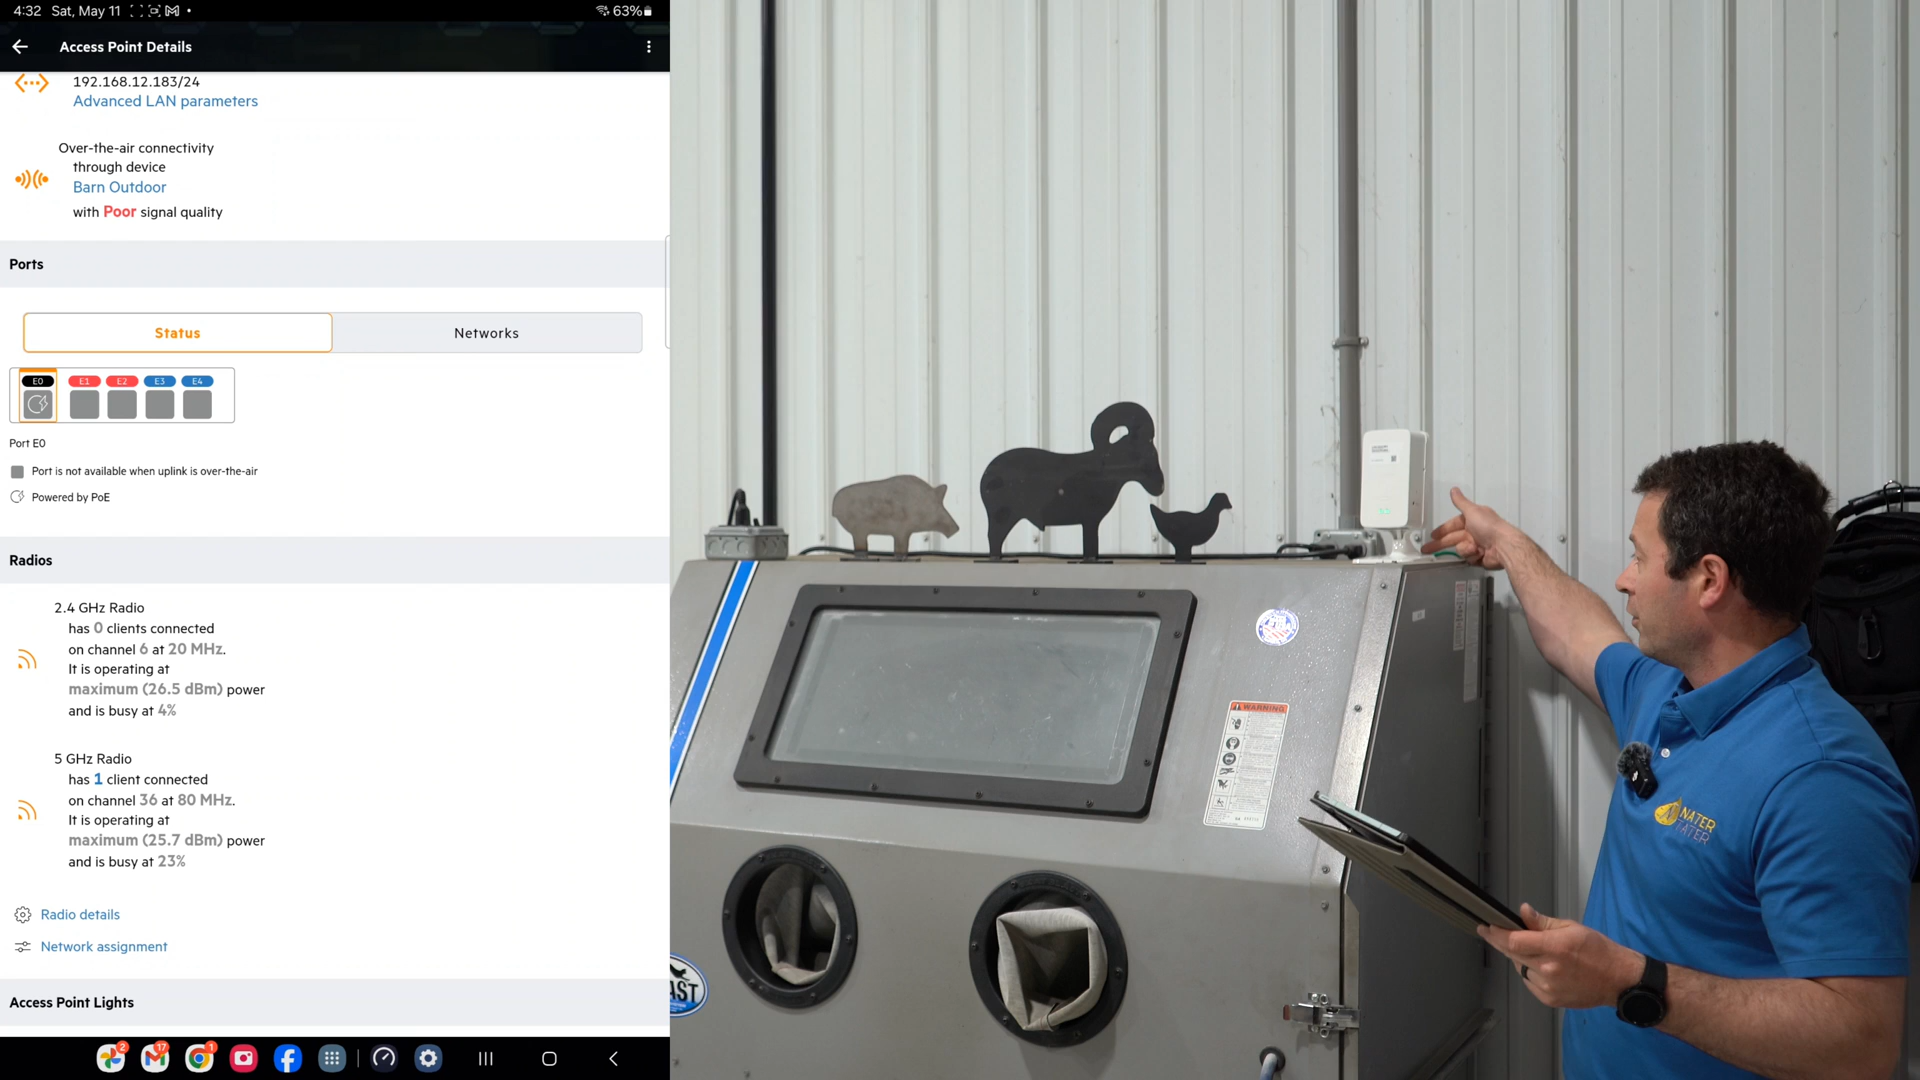 4:32 Sat, May 11
63%
Access Point Details
192.168.12.183/24
Advanced LAN parameters
Over-the-air connectivity
through device
Barn Outdoor
with Poor signal quality
Ports
Status Networks
E0 E1 E2 E3 E4
Port E0
Port is not available when uplink is over-the-air
Powered by PoE
Radios
2.4 GHz Radio
has 0 clients connected
on channel 6 at 20 MHz.
It is operating at
maximum (26.5 dBm) power
and is busy at 4%
5 GHz Radio
has 1 client connected
on channel 36 at 80 MHz.
It is operating at
maximum (25.7 dBm) power
and is busy at 23%
Radio details
Network assignment
Access Point Lights
2 17 1
WARNING
NATER
TATER
AST